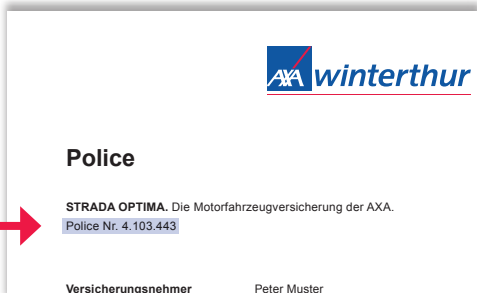 AXA winterthur
Police
STRADA OPTIMA. Die Motorfahrzeugversicherung der AXA.
Police Nr. 4.103.443
Versicherungsnehmer Peter Muster